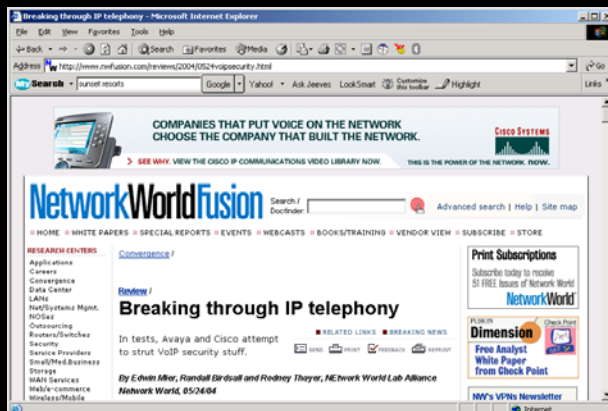 Breaking through IP telephony - Microsoft Internet Explorer
File Edit View Favorites Tools Help
Back Search Favorites Media
Address http://www.nwfusion.com/reviews/2004/0524voipsecurity.html Go
My Search sunset resorts Google Yahoo! Ask Jeeves LookSmart Customize this toolbar Highlight Links
COMPANIES THAT PUT VOICE ON THE NETWORK
CHOOSE THE COMPANY THAT BUILT THE NETWORK.
CISCO SYSTEMS
SEE WHY. VIEW THE CISCO IP COMMUNICATIONS VIDEO LIBRARY NOW. THIS IS THE POWER OF THE NETWORK. now.
NetworkWorldFusion
Search /
Docfinder:
Advanced search | Help | Site map
HOME WHITE PAPERS SPECIAL REPORTS EVENTS WEBCASTS BOOKS/TRAINING VENDOR VIEW SUBSCRIBE STORE
RESEARCH CENTERS
Applications
Careers
Convergence
Data Center
LANs
Net/Systems Mgmt.
NOSes
Outsourcing
Routers/Switches
Security
Service Providers
Small/Med.Business
Storage
WAN Services
Web/e-commerce
Wireless/Mobile
Convergence /
Review /
Breaking through IP telephony
In tests, Avaya and Cisco attempt
to strut VoIP security stuff.
RELATED LINKS BREAKING NEWS
SEND PRINT FEEDBACK REPRINT
By Edwin Mier, Randall Birdsall and Rodney Thayer, NEtwork World Lab Alliance
Network World, 05/24/04
Print Subscriptions
Subscribe today to receive
51 FREE Issues of Network World
NetworkWorld
FUSION
Dimension
Check Point
Free Analyst
White Paper
from Check Point
NW's VPNs Newsletter
Internet